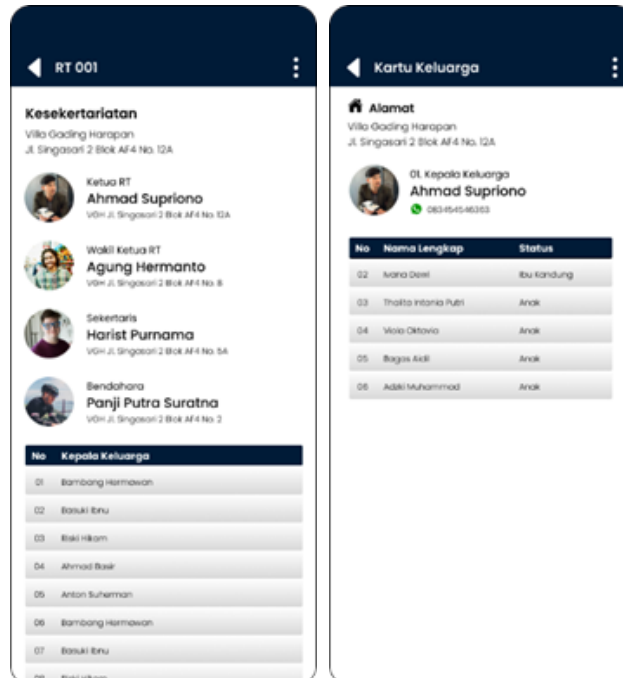 RT 001
Kesekertariatan
Villa Gading Harapan
Jl. Singasari 2 Blok AF4 No. 12A
Ketua RT
Ahmad Supriono
VGH Jl. Singasari 2 Blok AF4 No. 12A
Wakil Ketua RT
Agung Hermanto
VGH Jl. Singasari 2 Blok AF4 No. 8
Sekertaris
Harist Purnama
VGH Jl. Singasari 2 Blok AF4 No. 5A
Bendahara
Panji Putra Suratna
VGH Jl. Singasari 2 Blok AF4 No. 2
No Kepala Keluarga
01 Bambang Hermawan
02 Basuki Ibnu
03 Riski Hikam
04 Ahmad Basir
05 Anton Suherman
06 Bambang Hermawan
07 Basuki Ibnu
Kartu Keluarga
Alamat
Villa Gading Harapan
Jl. Singasari 2 Blok AF4 No. 12A
01. Kepala Keluarga
Ahmad Supriono
No Nama Lengkap Status
02 Ivana Dewi Ibu Kandung
03 Thalita Intania Putri Anak
04 Viola Oktavia Anak
05 Bagas Aidil Anak
06 Adzki Muhammad Anak